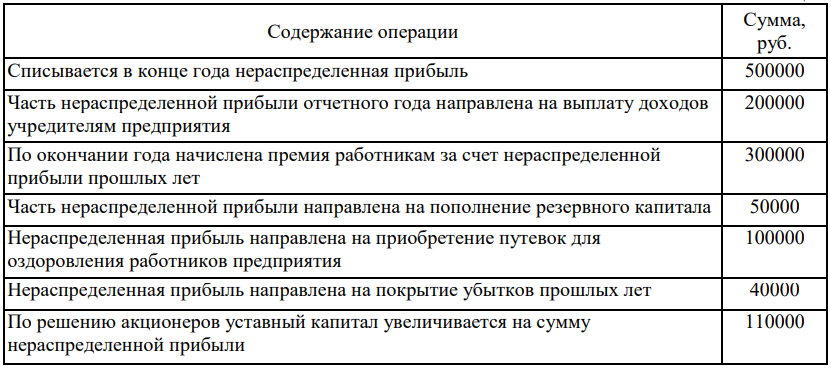 Содержание операции
Сумма,
руб.
Списывается в конце года нераспределенная прибыль
500000
Часть нераспределенной прибыли отчетного года направлена на выплату доходов
учредителям предприятия
200000
По окончании года начислена премия работникам за счет нераспределенной
прибыли прошлых лет
300000
Часть нераспределенной прибыли направлена на пополнение резервного капитала
50000
Нераспределенная прибыль направлена на приобретение путевок для
оздоровления работников предприятия
100000
Нераспределенная прибыль направлена на покрытие убытков прошлых лет
40000
По решению акционеров уставный капитал увеличивается на сумму
нераспределенной прибыли
110000